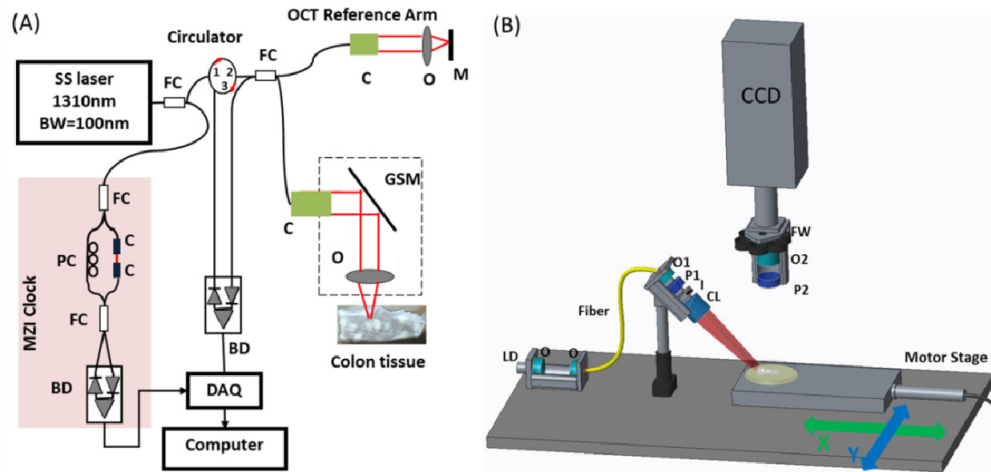 (A)
OCT Reference Arm
Circulator
FC
1 2
3
C
O
M
SS laser
1310nm
BW=100nm
FC
GSM
FC
C
PC
C
C
O
MZI Clock
FC
Colon tissue
BD
BD
DAQ
Computer
(B)
CCD
FW
O2
P2
O1
P1
I
CL
Fiber
LD
O
O
Motor Stage
X
Y